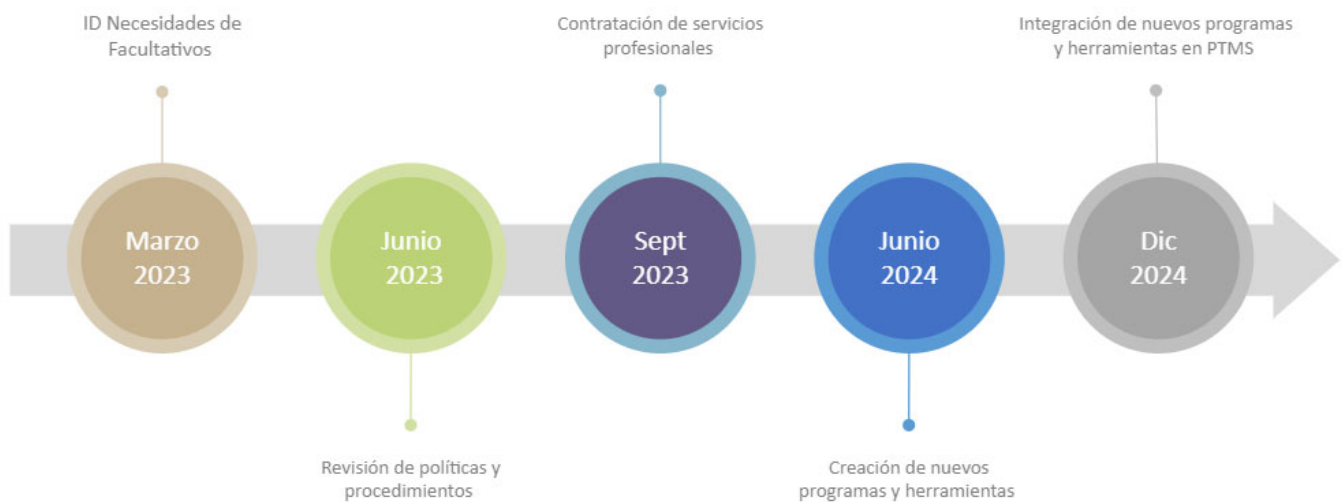 ID Necesidades de
Facultativos
Contratación de servicios
profesionales
Integración de nuevos programas
y herramientas en PTMS
Marzo
2023
Junio
2023
Sept
2023
Junio
2024
Dic
2024
Revisión de políticas y
procedimientos
Creación de nuevos
programas y herramientas